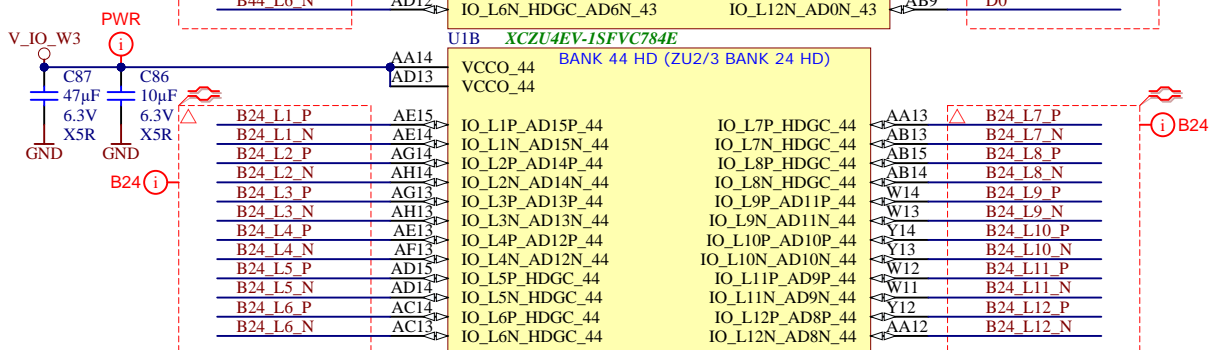 B44_L6_N AD12 IO_L6N_HDGC_AD6N_43 IO_L12N_AD0N_43 AB9 D0
PWR
V_IO_W3
U1B XCZU4EV-1SFVC784E
BANK 44 HD (ZU2/3 BANK 24 HD)
AA14 VCCO_44
AD13 VCCO_44
C87 C86
47µF 10µF
6.3V 6.3V
X5R X5R
GND GND
B24_L1_P AE15 IO_L1P_AD15P_44 IO_L7P_HDGC_44 AA13 B24_L7_P
B24_L1_N AE14 IO_L1N_AD15N_44 IO_L7N_HDGC_44 AB13 B24_L7_N
B24
B24_L2_P AG14 IO_L2P_AD14P_44 IO_L8P_HDGC_44 AB15 B24_L8_P
B24_L2_N AH14 IO_L2N_AD14N_44 IO_L8N_HDGC_44 AB14 B24_L8_N
B24
B24_L3_P AG13 IO_L3P_AD13P_44 IO_L9P_AD11P_44 W14 B24_L9_P
B24_L3_N AH13 IO_L3N_AD13N_44 IO_L9N_AD11N_44 W13 B24_L9_N
B24_L4_P AE13 IO_L4P_AD12P_44 IO_L10P_AD10P_44 Y14 B24_L10_P
B24_L4_N AF13 IO_L4N_AD12N_44 IO_L10N_AD10N_44 Y13 B24_L10_N
B24_L5_P AD15 IO_L5P_HDGC_44 IO_L11P_AD9P_44 W12 B24_L11_P
B24_L5_N AD14 IO_L5N_HDGC_44 IO_L11N_AD9N_44 W11 B24_L11_N
B24_L6_P AC14 IO_L6P_HDGC_44 IO_L12P_AD8P_44 Y12 B24_L12_P
B24_L6_N AC13 IO_L6N_HDGC_44 IO_L12N_AD8N_44 AA12 B24_L12_N